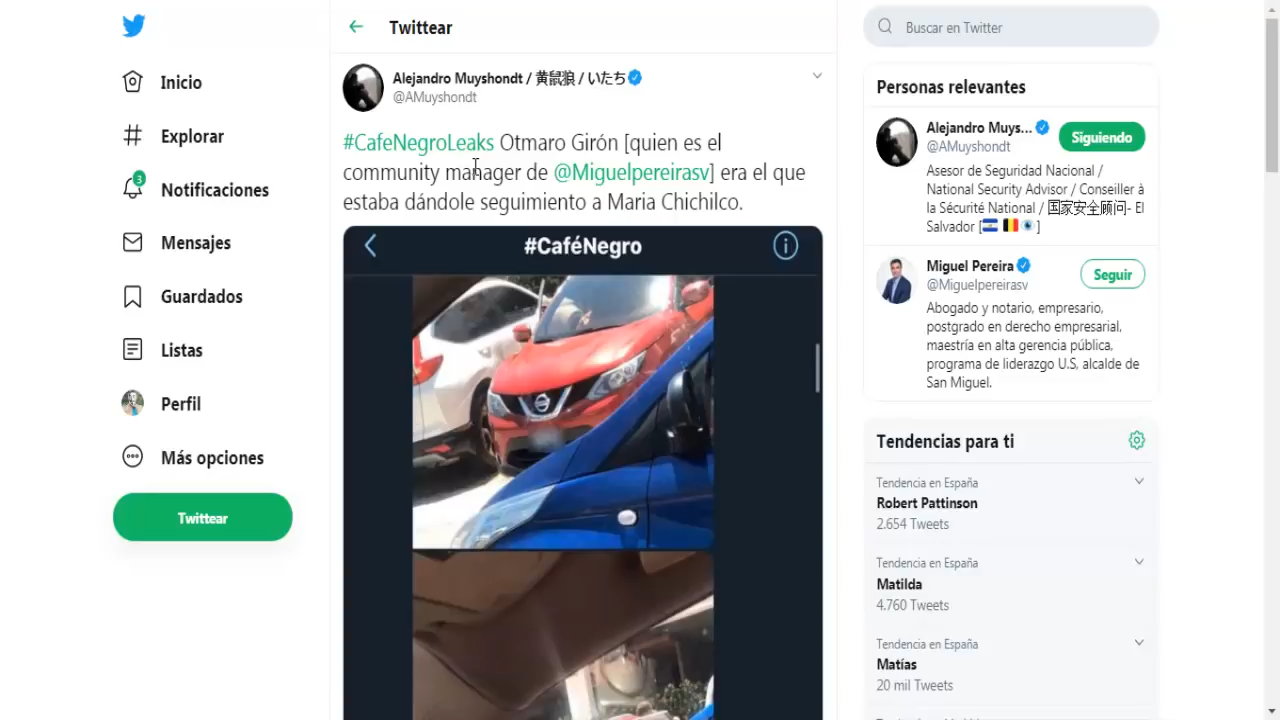 Inicio
Explorar
3
Notificaciones
Mensajes
Guardados
Listas
Perfil
Más opciones
Twittear
Twittear
Alejandro Muyshondt / 黄鼠狼 / いたち
@AMuyshondt
#CafeNegroLeaks Otmaro Girón [quien es el
community manager de @Miguelpereirasv] era el que
estaba dándole seguimiento a Maria Chichilco.
#CaféNegro
Buscar en Twitter
Personas relevantes
Alejandro Muys...
@AMuyshondt
Siguiendo
Asesor de Seguridad Nacional /
National Security Advisor / Conseiller à
la Sécurité National / 国家安全顾问- El
Salvador [🇸🇻 🇧🇪 👁 ]
Miguel Pereira
@Miguelpereirasv
Seguir
Abogado y notario, empresario,
postgrado en derecho empresarial,
maestría en alta gerencia pública,
programa de liderazgo U.S, alcalde de
San Miguel.
Tendencias para ti
Tendencia en España
Robert Pattinson
2.654 Tweets
Tendencia en España
Matilda
4.760 Tweets
Tendencia en España
Matías
20 mil Tweets